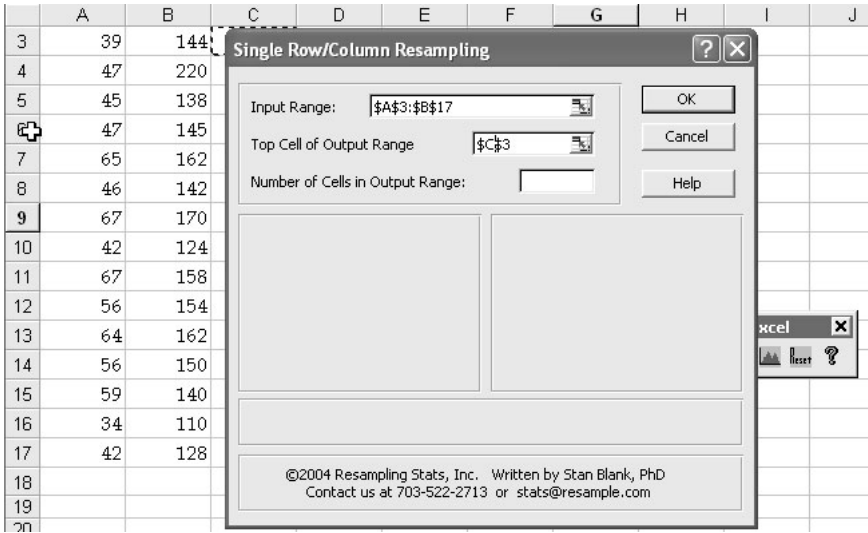 A B C D E F G H I J
3 39 144
4 47 220
5 45 138
6 47 145
7 65 162
8 46 142
9 67 170
10 42 124
11 67 158
12 56 154
13 64 162
14 56 150
15 59 140
16 34 110
17 42 128
18
19
20
Single Row/Column Resampling
Input Range: $A$3:$B$17
Top Cell of Output Range $C$3
Number of Cells in Output Range:
OK
Cancel
Help
©2004 Resampling Stats, Inc. Written by Stan Blank, PhD
Contact us at 703-522-2713 or stats@resample.com
xcel
Reset